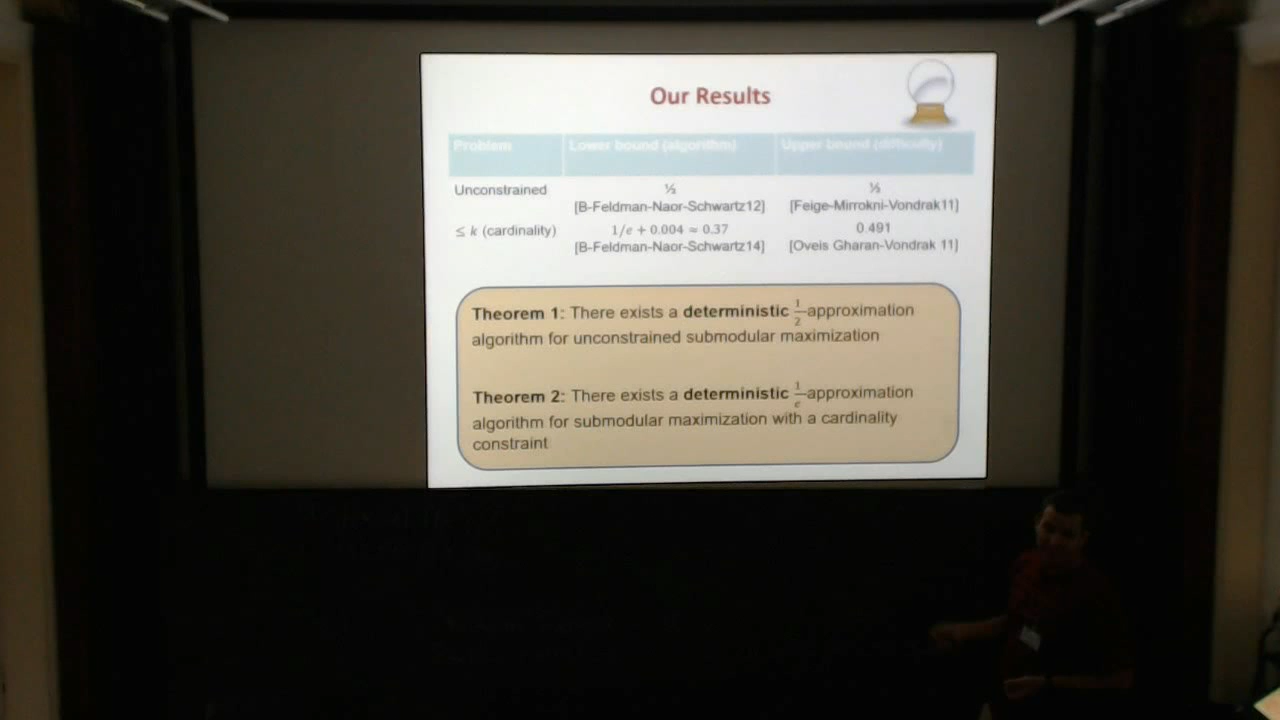 Our Results
Problem Lower bound (algorithm) Upper bound (difficulty)
Unconstrained ½ ½
[B-Feldman-Naor-Schwartz12] [Feige-Mirrokni-Vondrak11]
≤ k (cardinality) 1/e + 0.004 ≈ 0.37 0.491
[B-Feldman-Naor-Schwartz14] [Oveis Gharan-Vondrak 11]
Theorem 1: There exists a deterministic 1/2-approximation
algorithm for unconstrained submodular maximization
Theorem 2: There exists a deterministic 1/e-approximation
algorithm for submodular maximization with a cardinality
constraint